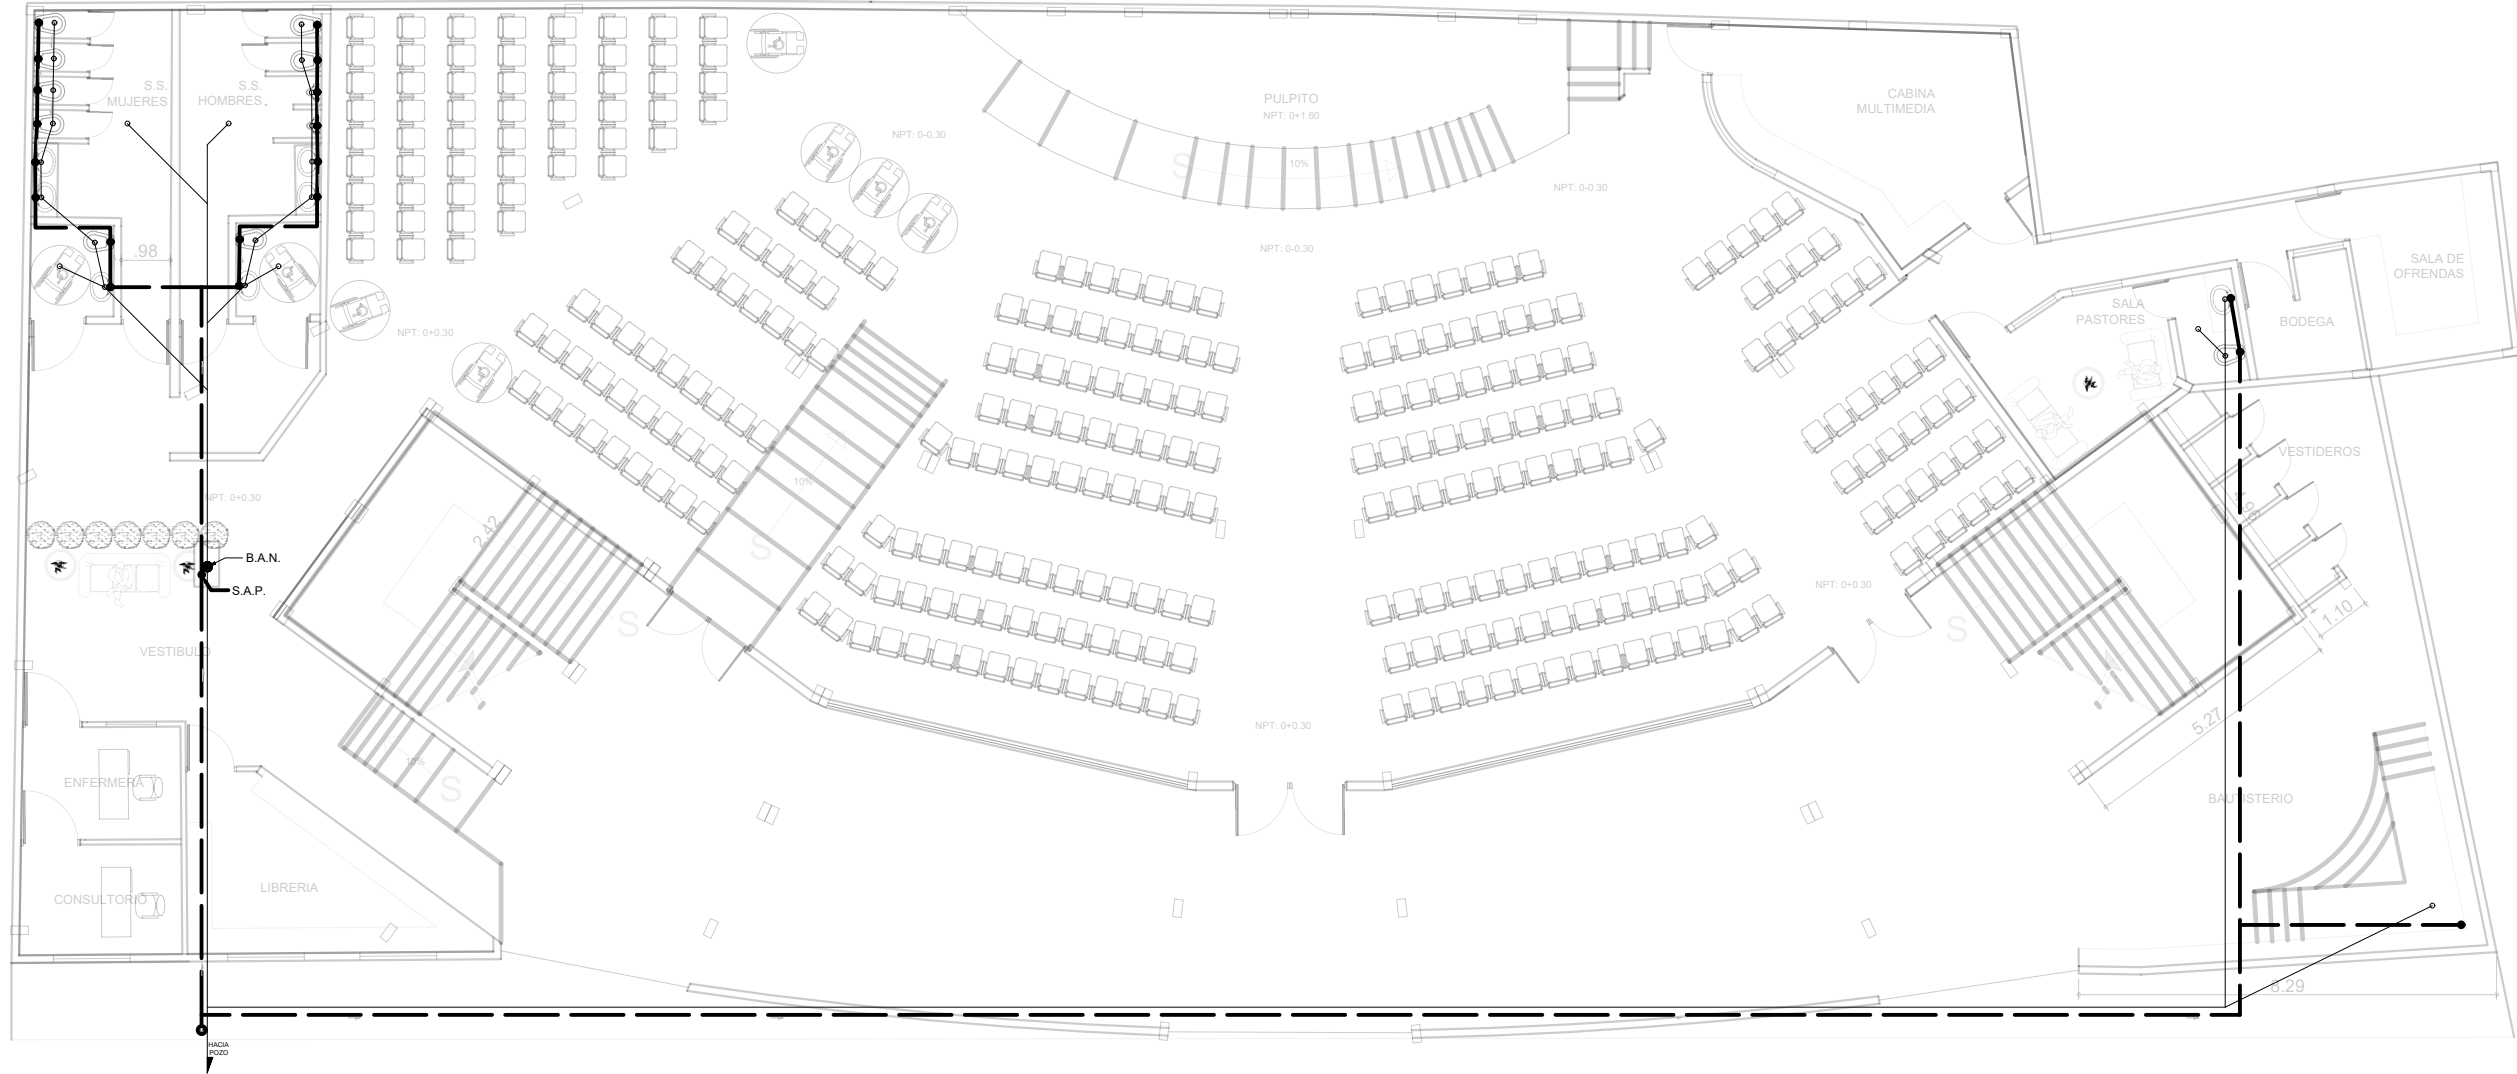 S.S.
MUJERES
S.S.
HOMBRES
PULPITO
NPT: 0+1.60
CABINA
MULTIMEDIA
NPT: 0-0.30
S
10%
NPT: 0-0.30
NPT: 0-0.30
.98
SALA DE
OFRENDAS
SALA
PASTORES
BODEGA
NPT: 0+0.30
VESTIDEROS
10%
NPT: 0+0.30
2.42
S
B.A.N.
S.A.P.
NPT: 0+0.30
S
S
1.10
VESTIBULO
5.27
NPT: 0+0.30
10%
ENFERMERA
S
BAUTISTERIO
LIBRERIA
CONSULTORIO
8.29
HACIA
POZO